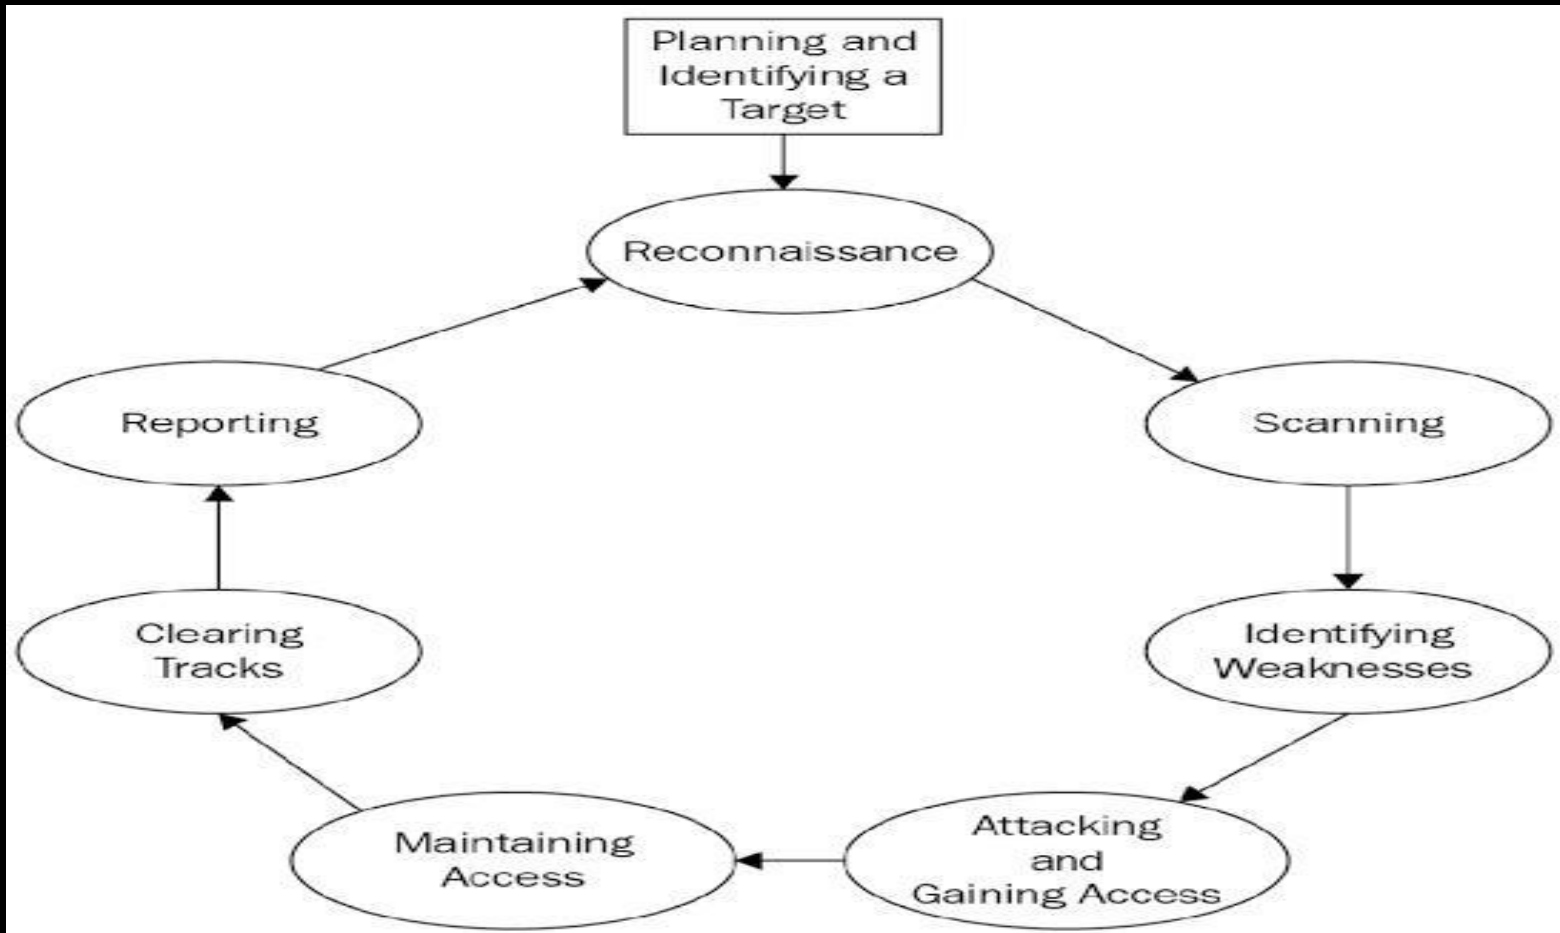 Planning and
Identifying a
Target
Reconnaissance
Scanning
Identifying
Weaknesses
Attacking
and
Gaining Access
Maintaining
Access
Clearing
Tracks
Reporting